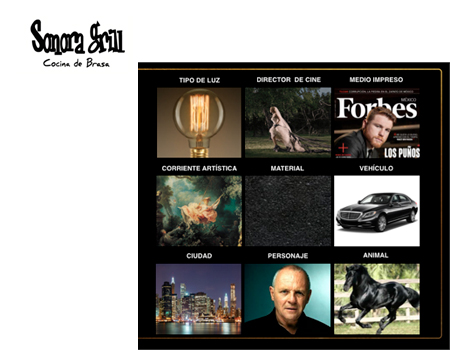 Sonora Grill
Cocina de Brasa
TIPO DE LUZ
DIRECTOR DE CINE
MEDIO IMPRESO
Forbes
MÉXICO
LOS PUÑOS
CORRIENTE ARTÍSTICA
MATERIAL
VEHÍCULO
CIUDAD
PERSONAJE
ANIMAL